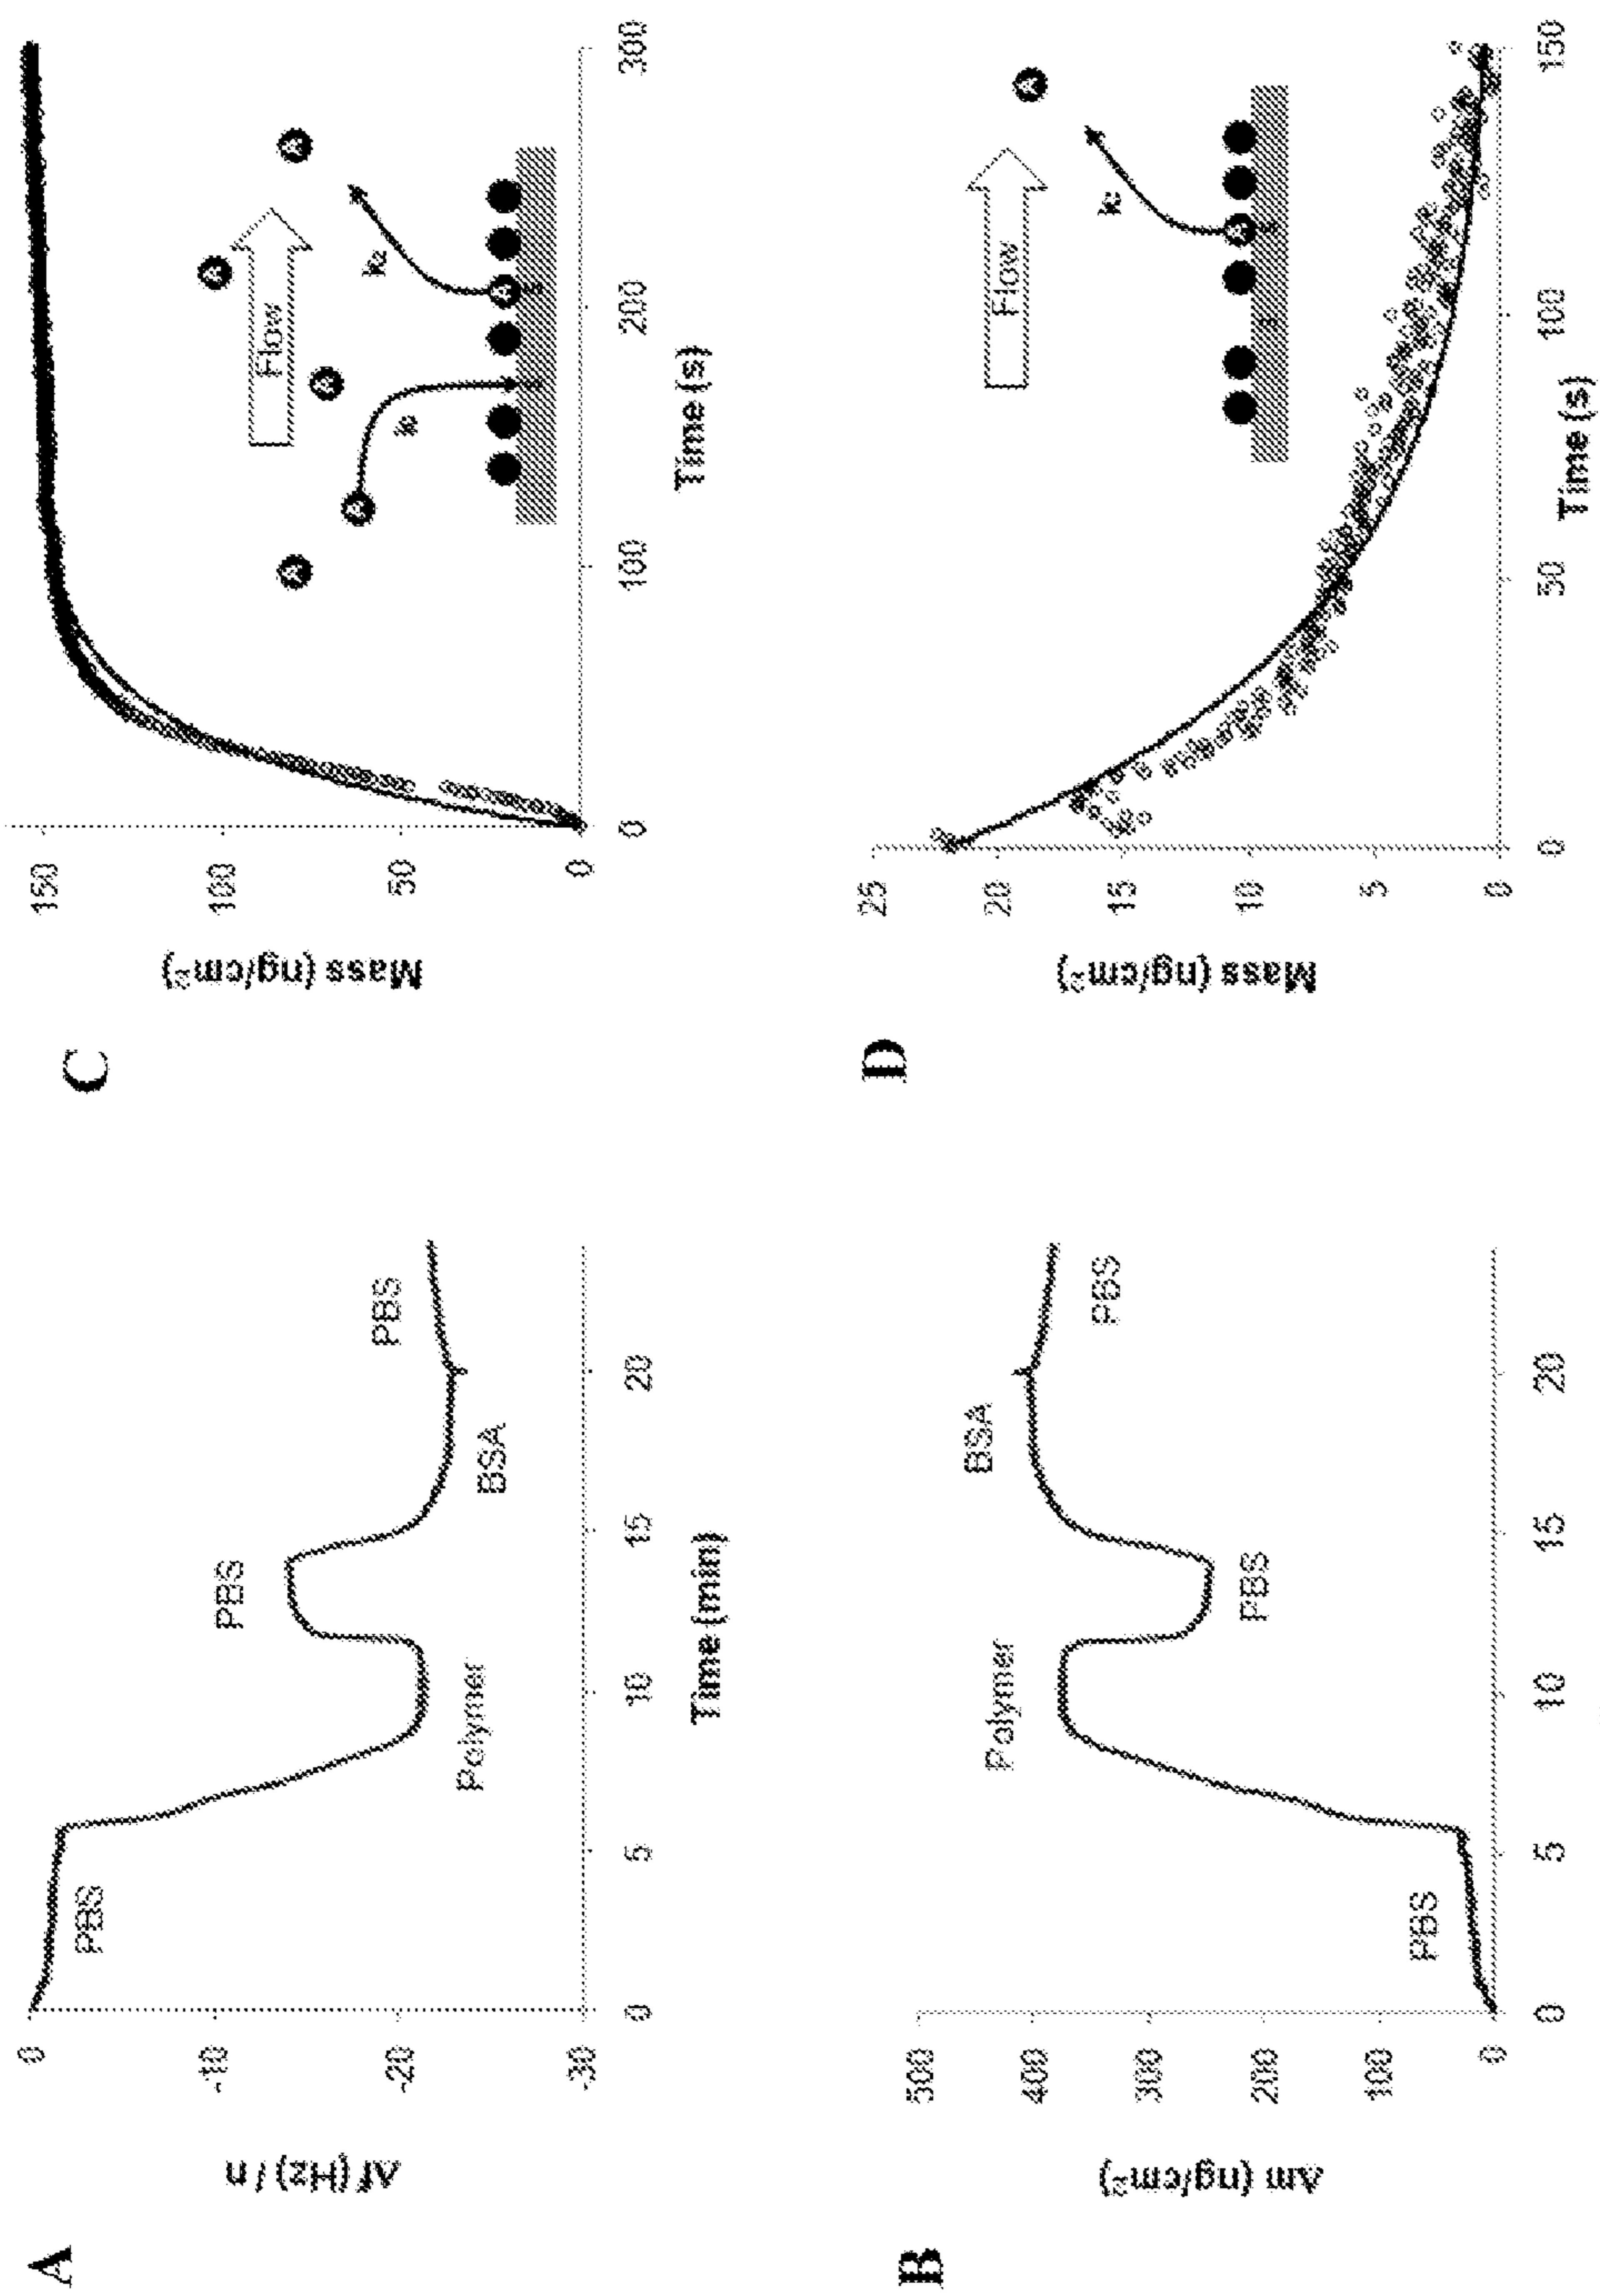 A
Δf (Hz) / n
0
-10
-20
-30
PBS
Polymer
PBS
BSA
PBS
0
5
10
15
20
Time (min)
B
Δm (ng/cm²)
500
400
300
200
100
0
PBS
Polymer
PBS
BSA
PBS
0
5
10
15
20
C
Mass (ng/cm²)
150
100
50
0
A
A
A
A
A
A
Flow
0
100
200
300
Time (s)
D
Mass (ng/cm²)
25
20
15
10
5
0
Flow
A
A
0
50
100
150
Time (s)